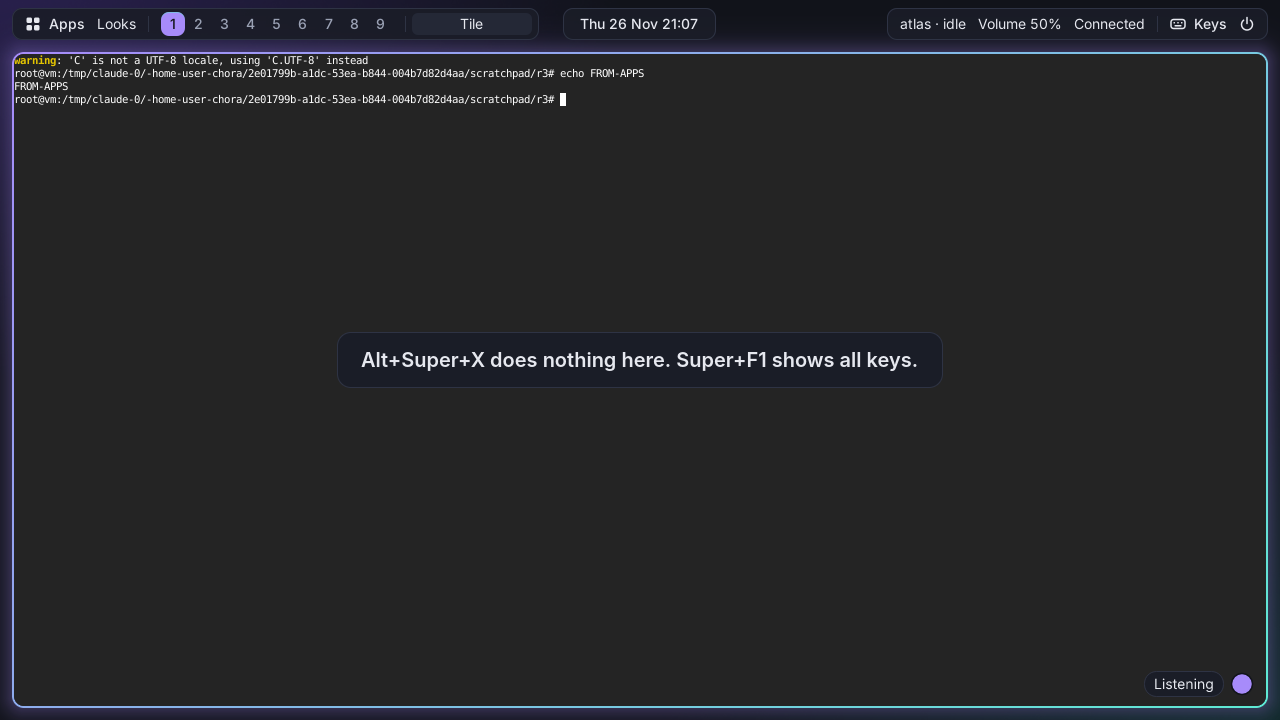 Apps Looks 1 2 3 4 5 6 7 8 9 Tile Thu 26 Nov 21:07 atlas · idle Volume 50% Connected Keys
warning: 'C' is not a UTF-8 locale, using 'C.UTF-8' instead
root@vm:/tmp/claude-0/-home-user-chora/2e01799b-a1dc-53ea-b844-004b7d82d4aa/scratchpad/r3# echo FROM-APPS
FROM-APPS
root@vm:/tmp/claude-0/-home-user-chora/2e01799b-a1dc-53ea-b844-004b7d82d4aa/scratchpad/r3#
Alt+Super+X does nothing here. Super+F1 shows all keys.
Listening